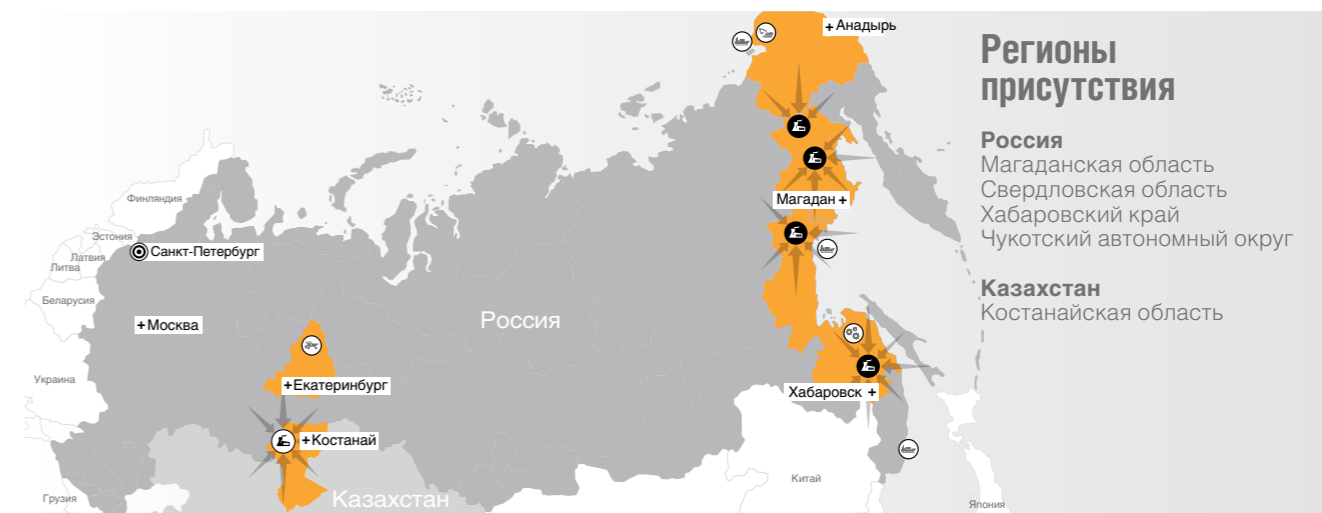 Регионы
присутствия
Россия
Магаданская область
Свердловская область
Хабаровский край
Чукотский автономный округ
Казахстан
Костанайская область
+Анадырь
Финляндия
Магадан+
Эстония
Санкт-Петербург
Латвия
Литва
Беларусия
Россия
+Москва
Украина
+Екатеринбург
Хабаровск +
+Костанай
Китай
Грузия
Казахстан
Япония